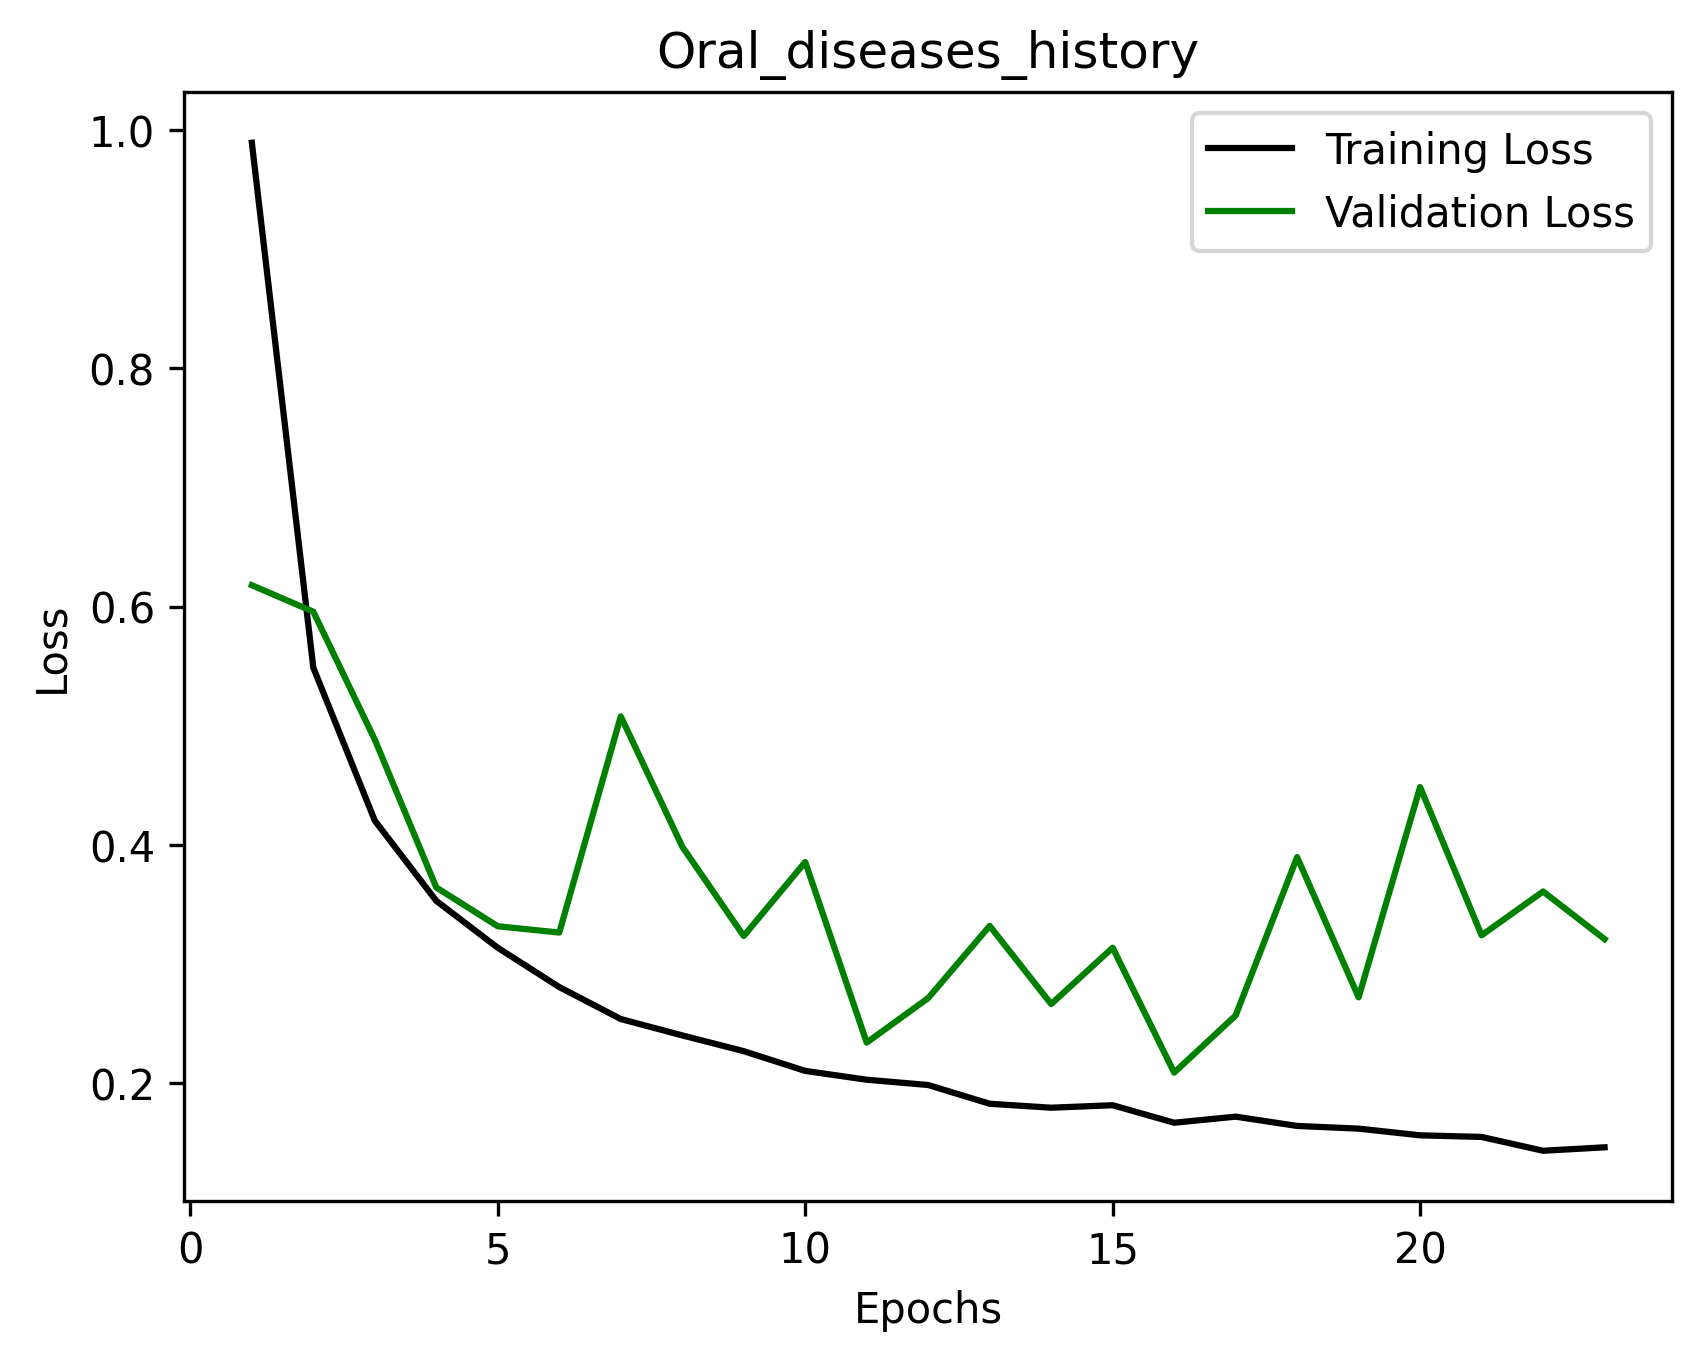 Oral_diseases_history
Training Loss
Validation Loss
1.0
0.8
0.6
0.4
0.2
Loss
0 5 10 15 20
Epochs